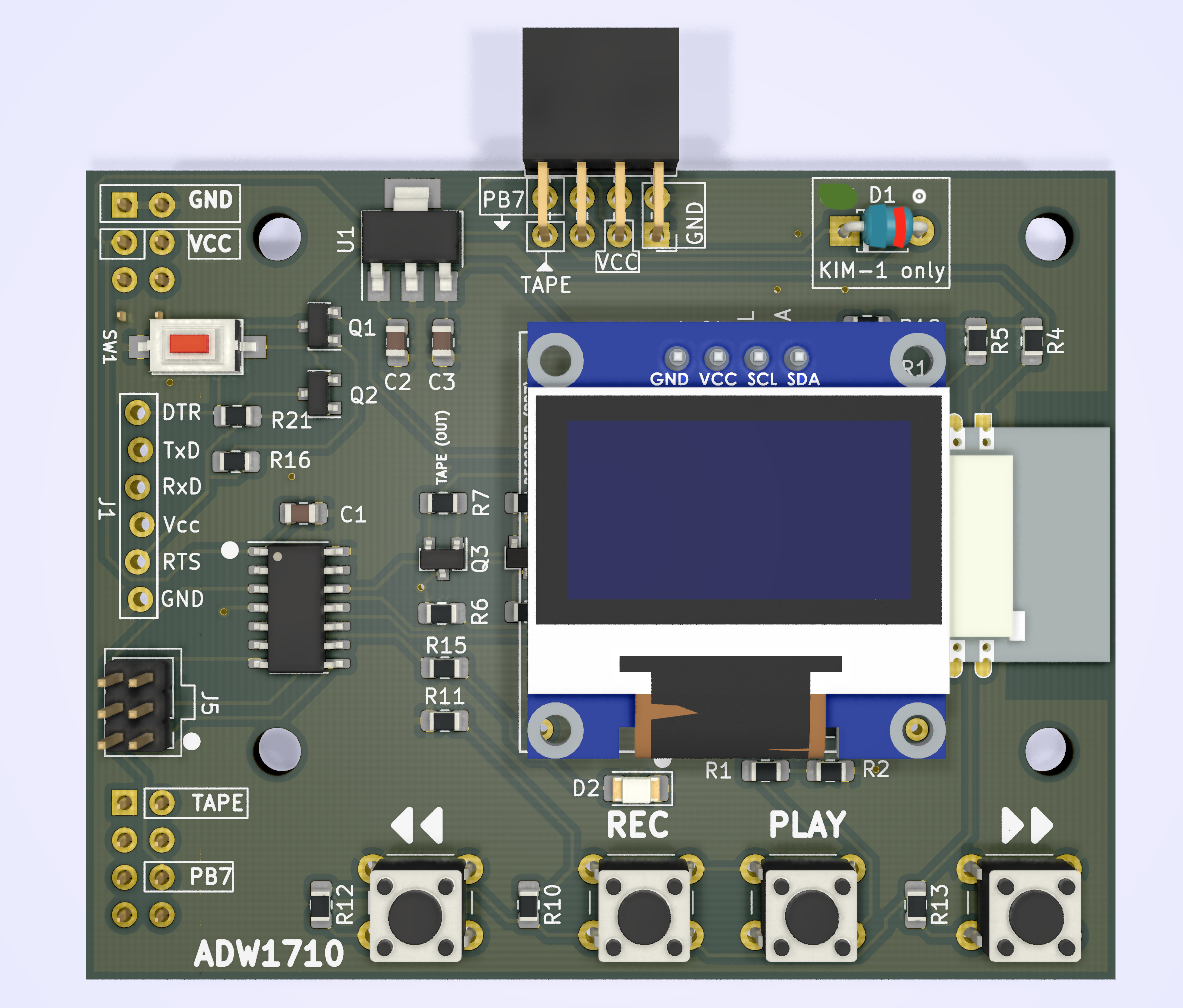 GND
VCC
U1
PB7
GND
VCC
TAPE
D1
KIM-1 only
SW1
Q1
Q2
C2
C3
R5
R4
R1
L
A
GND VCC SCL SDA
J1
DTR
TxD
RxD
Vcc
RTS
GND
R21
R16
C1
TAPE (OUT)
R7
Q3
R6
R15
R11
J5
TAPE
PB7
D2
R1
R2
REC
PLAY
R12
R10
R13
ADW1710